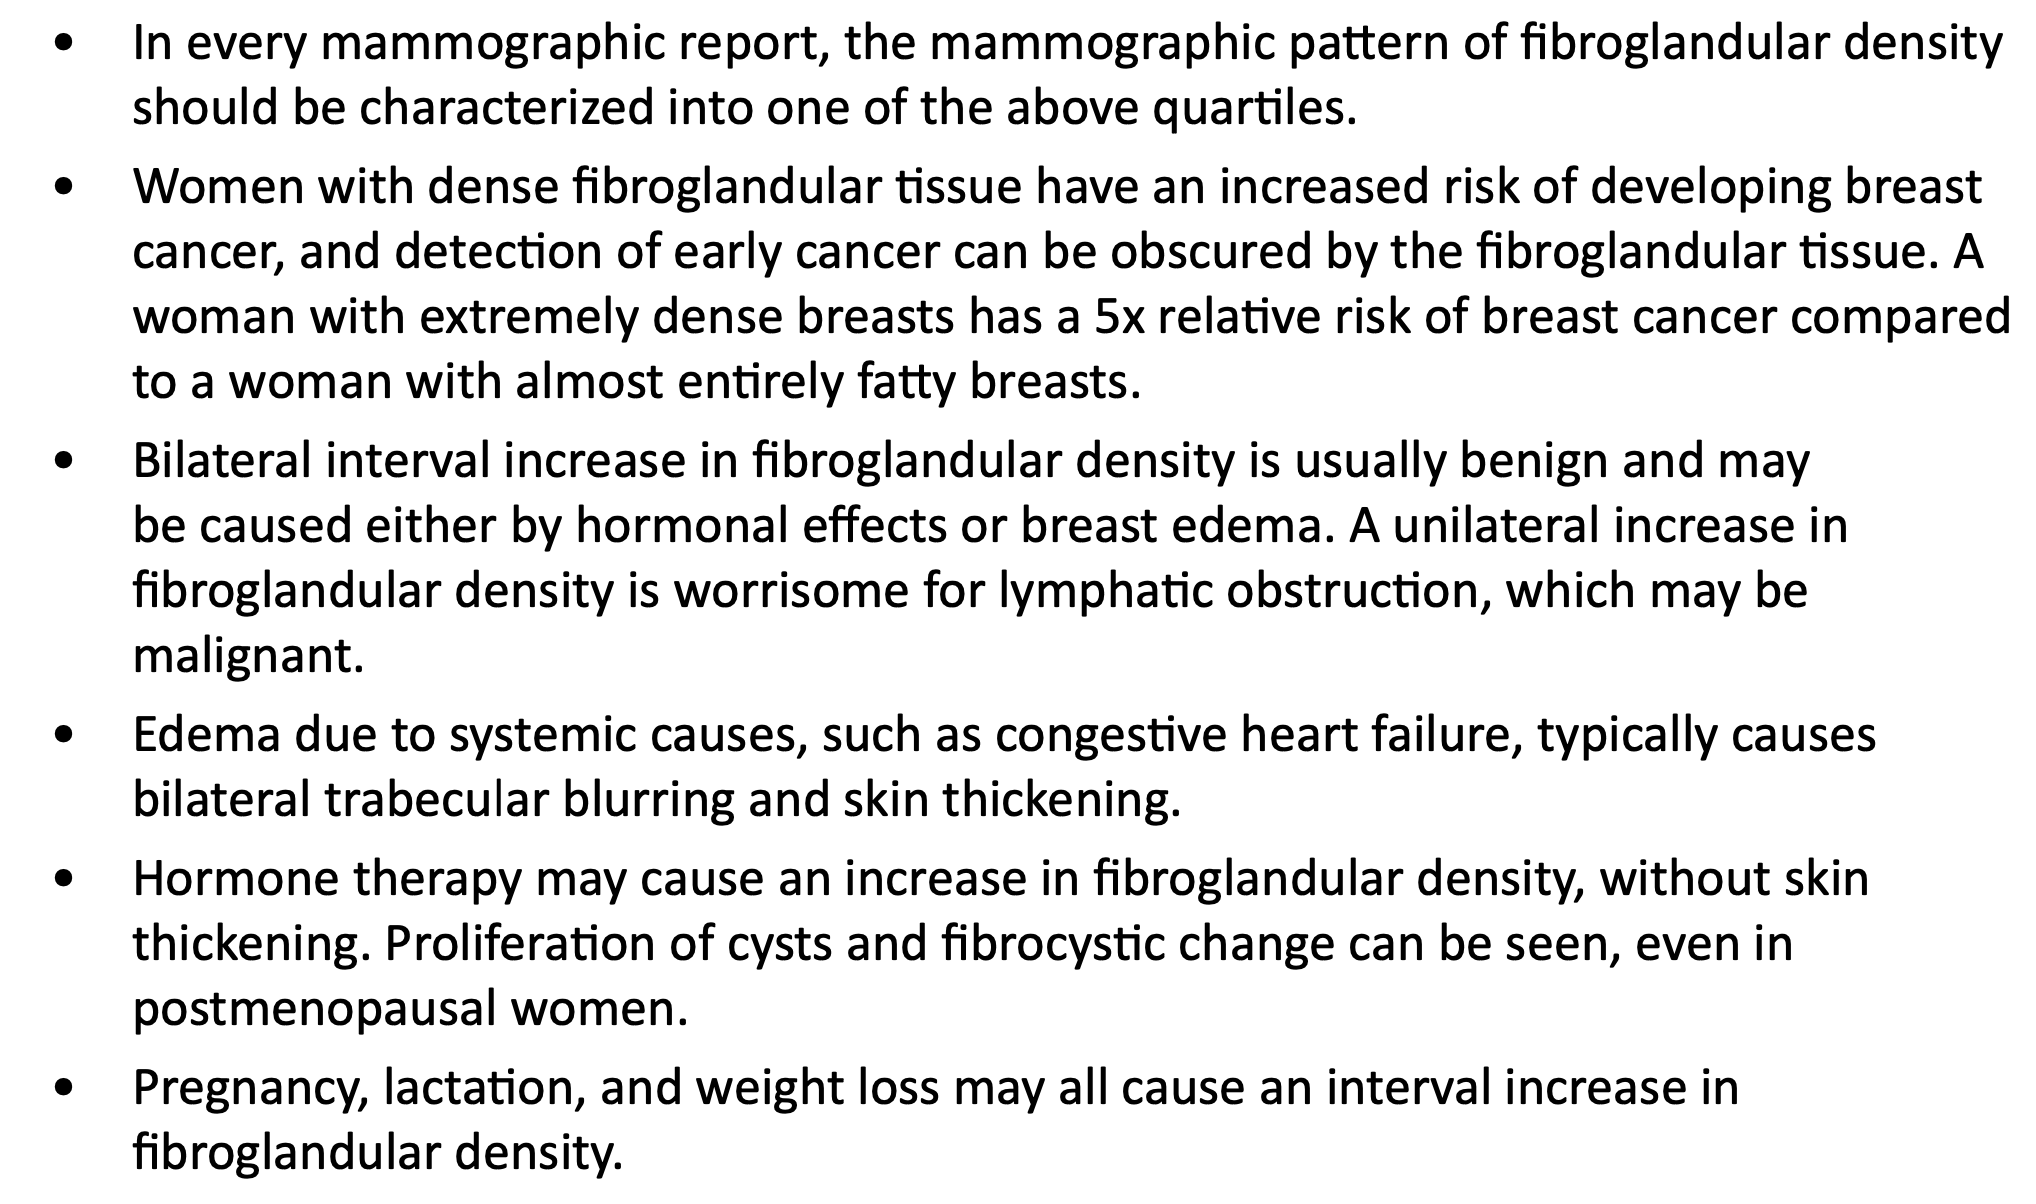 • In every mammographic report, the mammographic pattern of fibroglandular density
should be characterized into one of the above quartiles.
• Women with dense fibroglandular tissue have an increased risk of developing breast
cancer, and detection of early cancer can be obscured by the fibroglandular tissue. A
woman with extremely dense breasts has a 5x relative risk of breast cancer compared
to a woman with almost entirely fatty breasts.
• Bilateral interval increase in fibroglandular density is usually benign and may
be caused either by hormonal effects or breast edema. A unilateral increase in
fibroglandular density is worrisome for lymphatic obstruction, which may be
malignant.
• Edema due to systemic causes, such as congestive heart failure, typically causes
bilateral trabecular blurring and skin thickening.
• Hormone therapy may cause an increase in fibroglandular density, without skin
thickening. Proliferation of cysts and fibrocystic change can be seen, even in
postmenopausal women.
• Pregnancy, lactation, and weight loss may all cause an interval increase in
fibroglandular density.